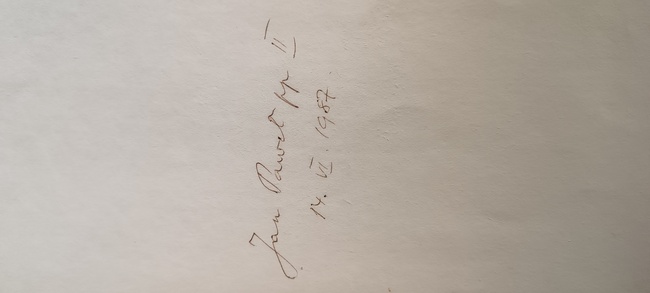 Jan Paweł pp II
14. VI. 1987.